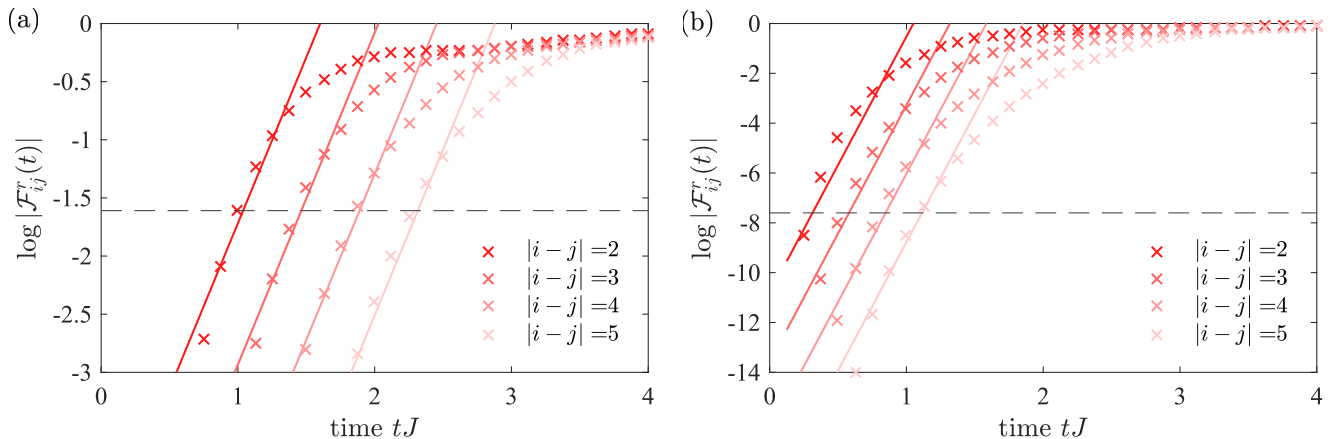 (a)
0
-0.5
-1
-1.5
-2
-2.5
-3
log |𝓕ʳᵢⱼ(t)|
|i − j| =2
|i − j| =3
|i − j| =4
|i − j| =5
0 1 2 3 4
time tJ
(b)
0
-2
-4
-6
-8
-10
-12
-14
log |𝓕ʳᵢⱼ(t)|
|i − j| =2
|i − j| =3
|i − j| =4
|i − j| =5
0 1 2 3 4
time tJ